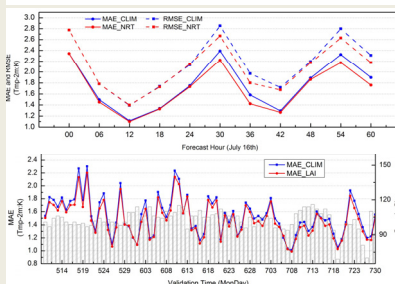 MAE_CLIM RMSE_CLIM
MAE_NRT RMSE_NRT
3.0
2.8
2.6
2.4
2.2
2.0
1.8
1.6
1.4
1.2
1.0
MAE and RMSE
(Tmp-2m:K)
00 06 12 18 24 30 36 42 48 54 60
Forecast Hour (July 16th)
MAE_CLIM
MAE_LAI
2.4
2.2
2.0
1.8
1.6
1.4
1.2
1.0
0.8
MAE
(Tmp-2m:K)
150
120
90
514 519 524 529 603 608 613 618 623 628 703 708 713 718 723 730
Validation Time (MonDay)